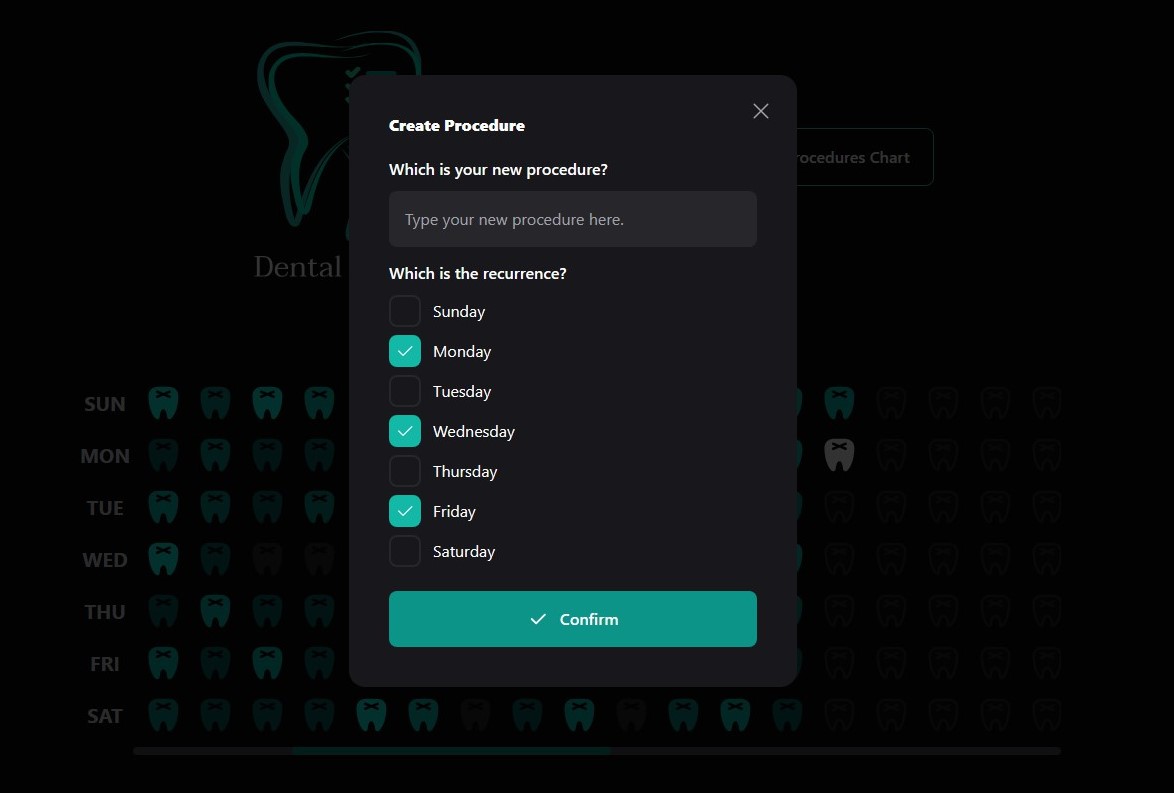 Create Procedure
Which is your new procedure?
rocedures Chart
Type your new procedure here.
Dental
Which is the recurrence?
Sunday
Monday
Tuesday
Wednesday
Thursday
Friday
Saturday
Confirm
SUN
MON
TUE
WED
THU
FRI
SAT